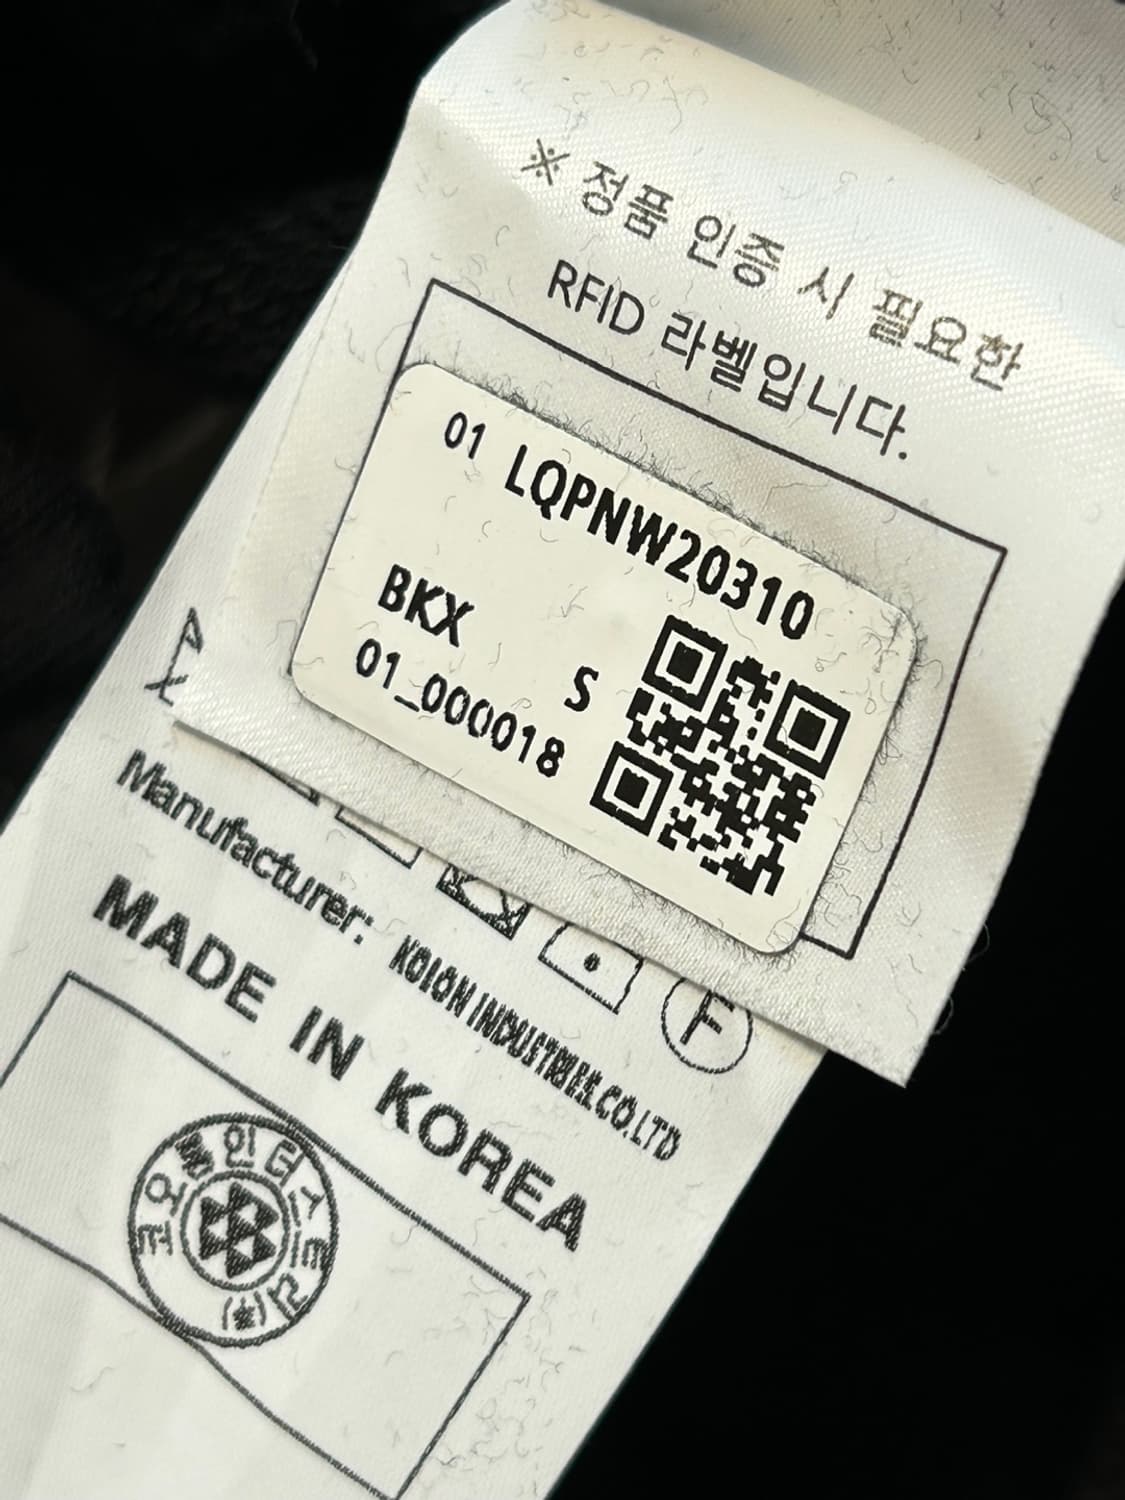 ※ 정품 인증 시 필요한
RFID 라벨입니다.
01 LQPNW20310
BKX S
01_000018
F
Manufacturer: KOLON INDUSTRIES.CO.LTD
MADE IN KOREA
코오롱인더스트리(株)